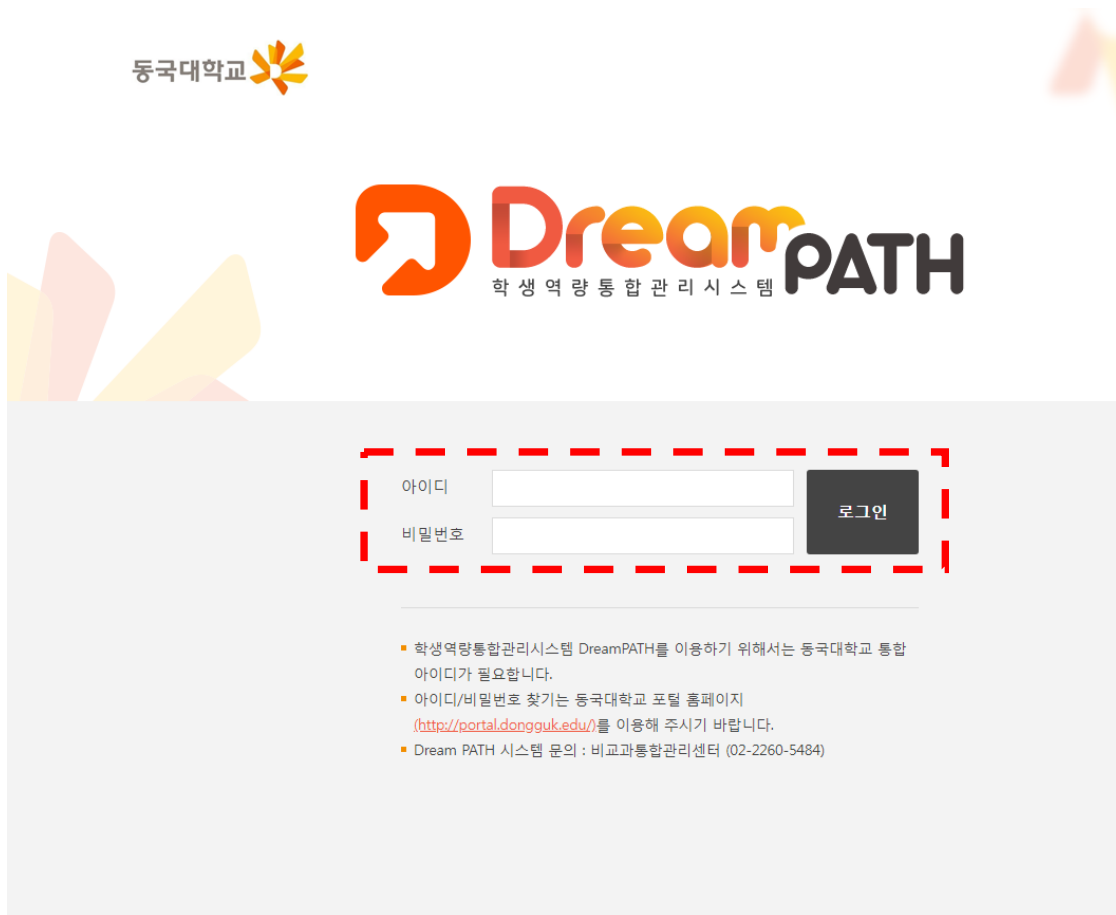 동국대학교
Dream PATH
학생역량통합관리시스템
아이디
비밀번호
로그인
학생역량통합관리시스템 DreamPATH를 이용하기 위해서는 동국대학교 통합
아이디가 필요합니다.
아이디/비밀번호 찾기는 동국대학교 포털 홈페이지
(http://portal.dongguk.edu/)를 이용해 주시기 바랍니다.
Dream PATH 시스템 문의 : 비교과통합관리센터 (02-2260-5484)